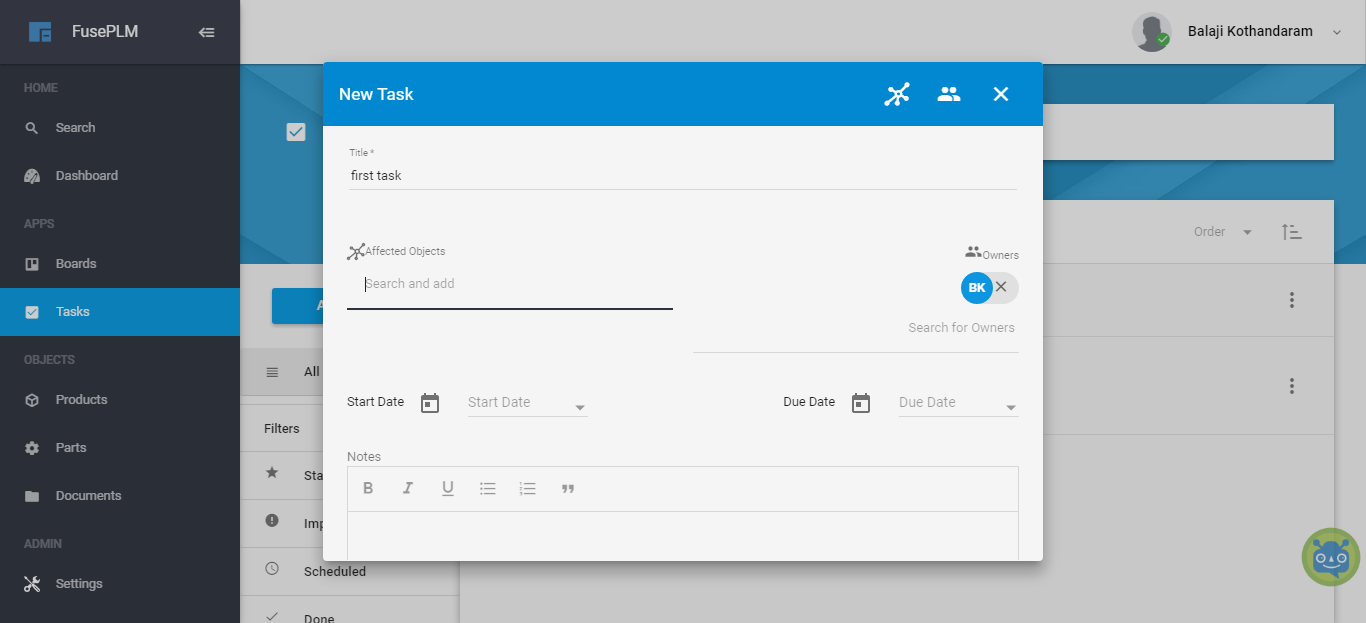 FusePLM
Balaji Kothandaram
HOME
Search
Dashboard
APPS
Boards
Tasks
OBJECTS
Products
Parts
Documents
ADMIN
Settings
All
Filters
Scheduled
Done
Order
New Task
Title *
first task
Affected Objects
Search and add
Owners
BK
Search for Owners
Start Date
Start Date
Due Date
Due Date
Notes
B I U